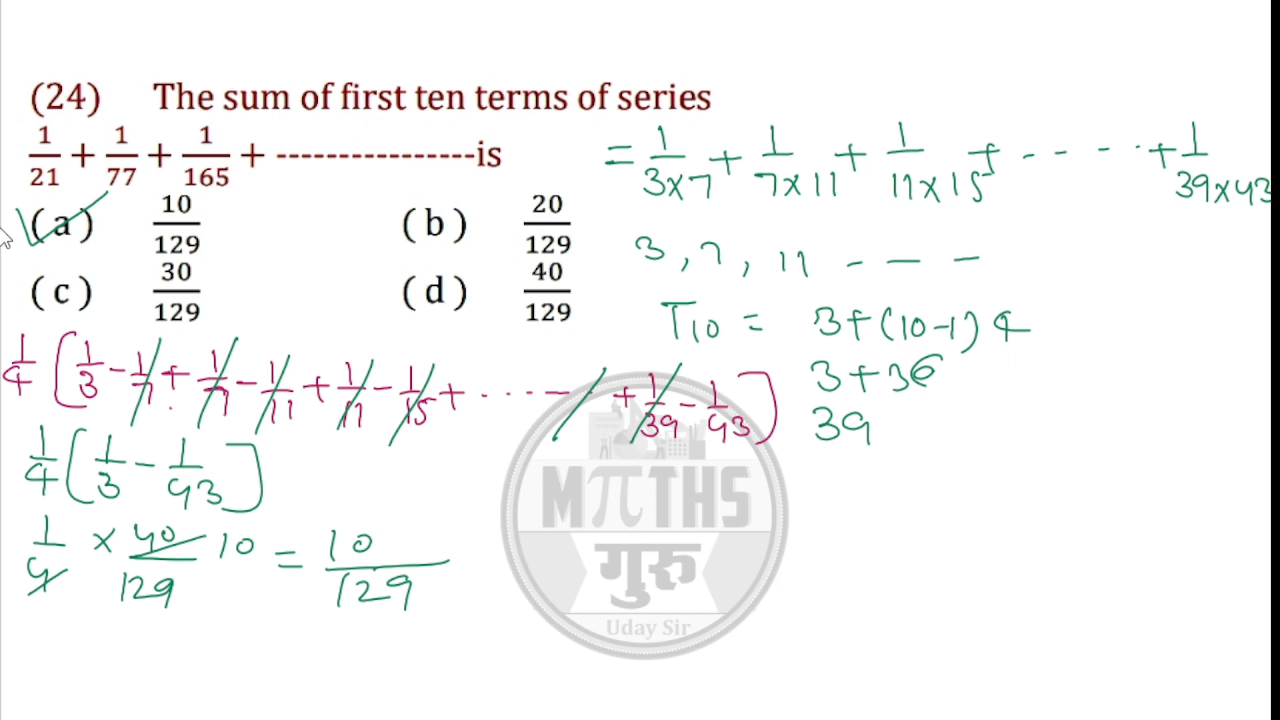 (24) The sum of first ten terms of series
1/21 + 1/77 + 1/165 + ----------------is
(a) 10/129 (b) 20/129
(c) 30/129 (d) 40/129
= 1/3×7 + 1/7×11 + 1/11×15 + - - - - - + 1/39×43
3 , 7 , 11 - - -
T10 = 3+(10-1)4
3+36
39
1/4 [1/3 - 1/7 + 1/7 - 1/11 + 1/11 - 1/15 + ...... + 1/39 - 1/43]
1/4 [1/3 - 1/43]
1/4 × 40/129 10 = 10/129
MπTHS
गुरु
Uday Sir